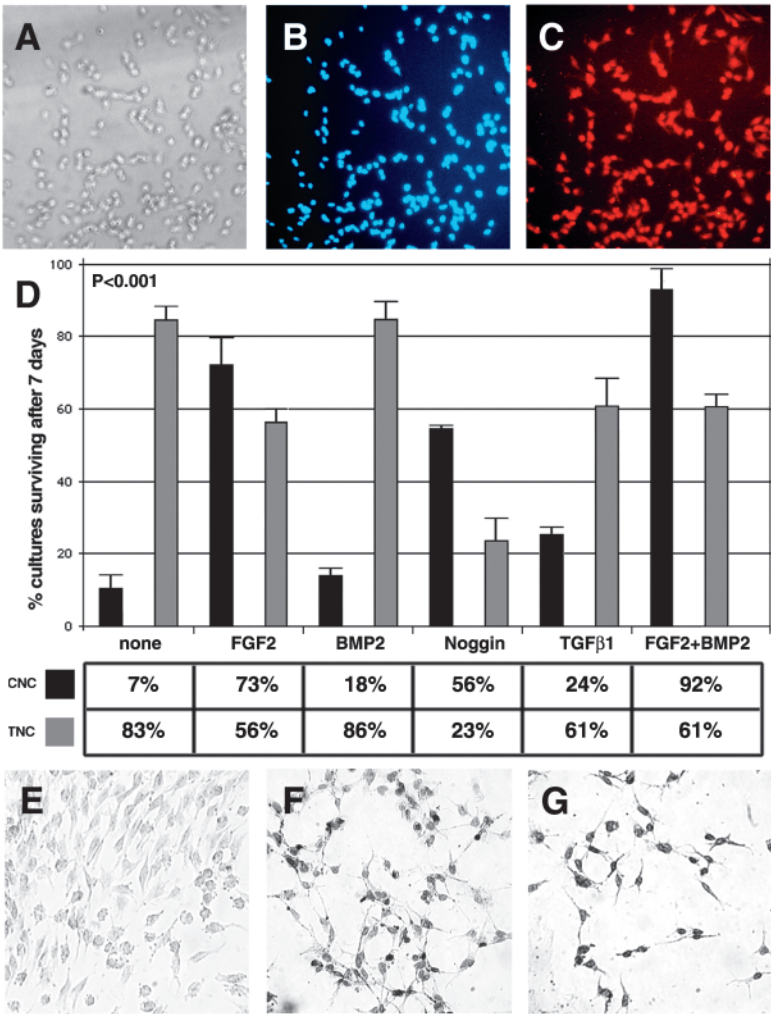 A
B
C
D
P<0.001
% cultures surviving after 7 days
100
80
60
40
20
0
none FGF2 BMP2 Noggin TGFβ1 FGF2+BMP2
CNC 7% 73% 18% 56% 24% 92%
TNC 83% 56% 86% 23% 61% 61%
E
F
G